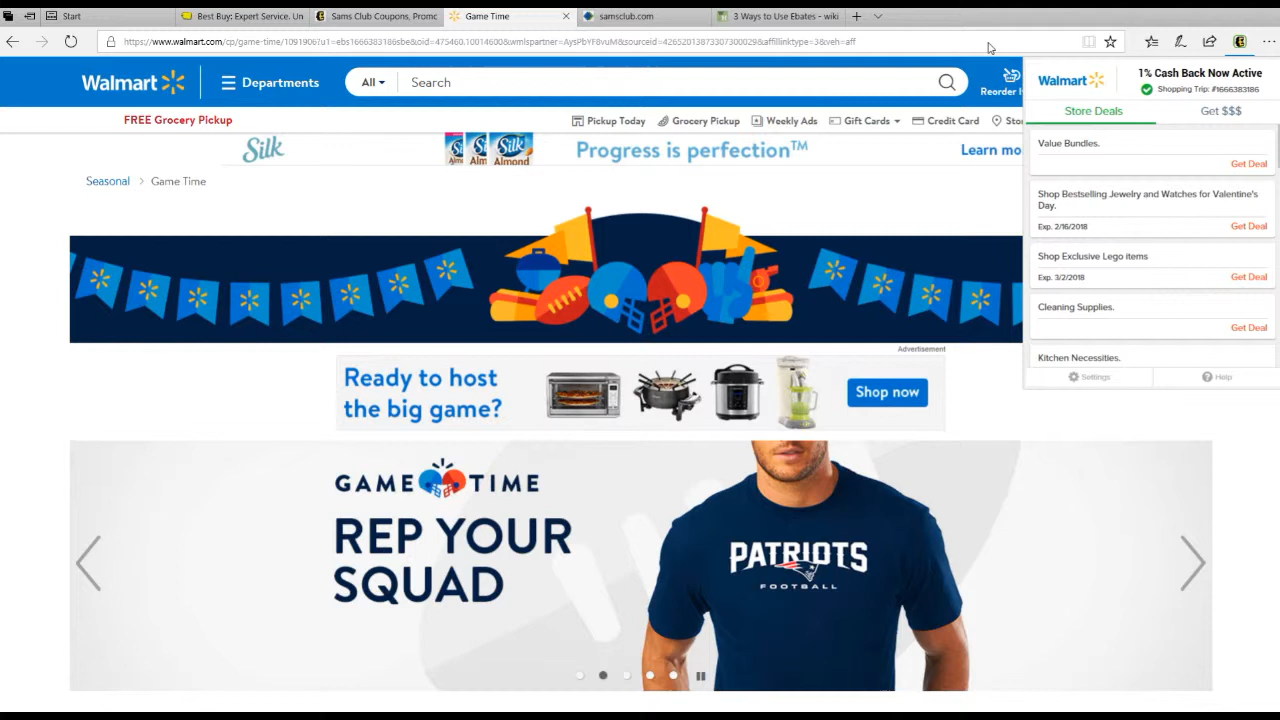 Start
Best Buy: Expert Service. Un
Sams Club Coupons, Promo
Game Time
samsclub.com
3 Ways to Use Ebates - wiki
https://www.walmart.com/cp/game-time/1091906?u1=ebs1666383186sbe&oid=475460.10014600&wmlspartner=AysPbYF8vuM&sourceid=42652013873307300029&affillinktype=3&veh=aff
Walmart
Departments
All
Search
Reorder
FREE Grocery Pickup
Pickup Today
Grocery Pickup
Weekly Ads
Gift Cards
Credit Card
Silk
Silk
Almond
Progress is perfection™
Learn mo
Seasonal > Game Time
Advertisement
Ready to host
the big game?
Shop now
GAME TIME
REP YOUR
SQUAD
PATRIOTS
FOOTBALL
Walmart
1% Cash Back Now Active
Shopping Trip: #1666383186
Store Deals
Get $$$
Value Bundles.
Get Deal
Shop Bestselling Jewelry and Watches for Valentine's
Day.
Exp. 2/16/2018
Get Deal
Shop Exclusive Lego items
Exp. 3/2/2018
Get Deal
Cleaning Supplies.
Get Deal
Kitchen Necessities.
Settings
Help